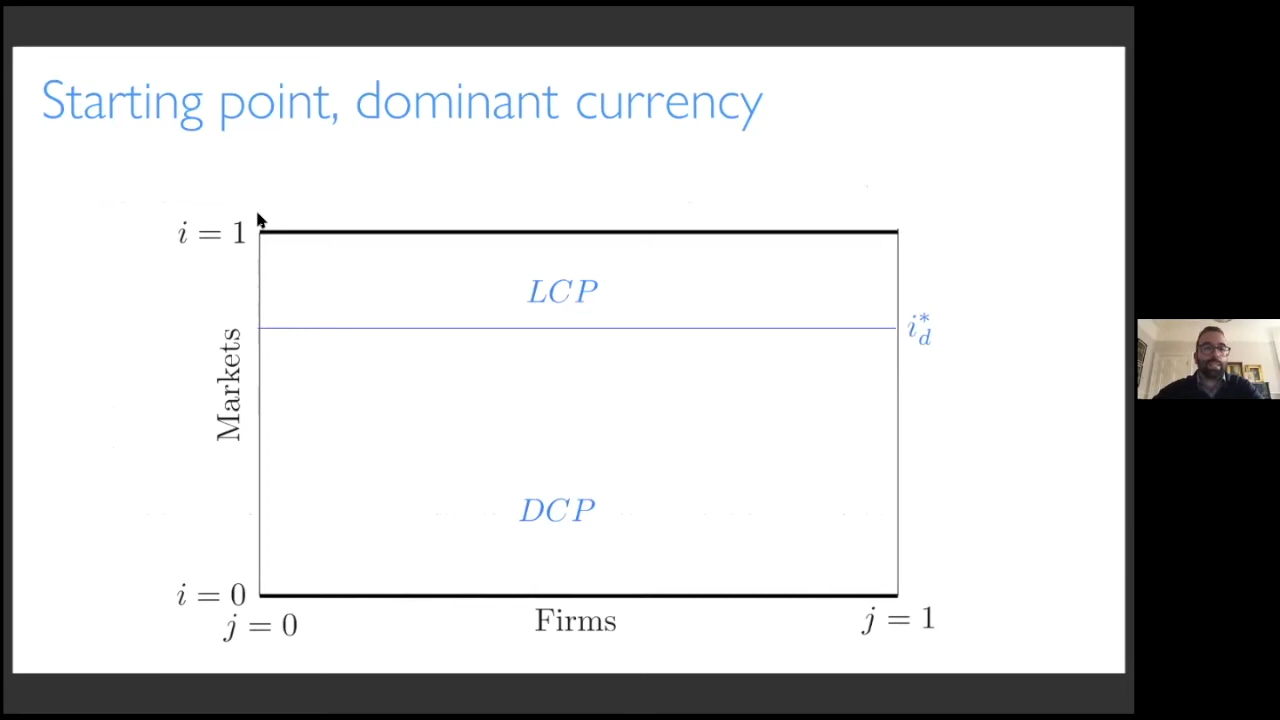 Starting point, dominant currency
i = 1
LCP
i*d
Markets
DCP
i = 0
j = 0
Firms
j = 1